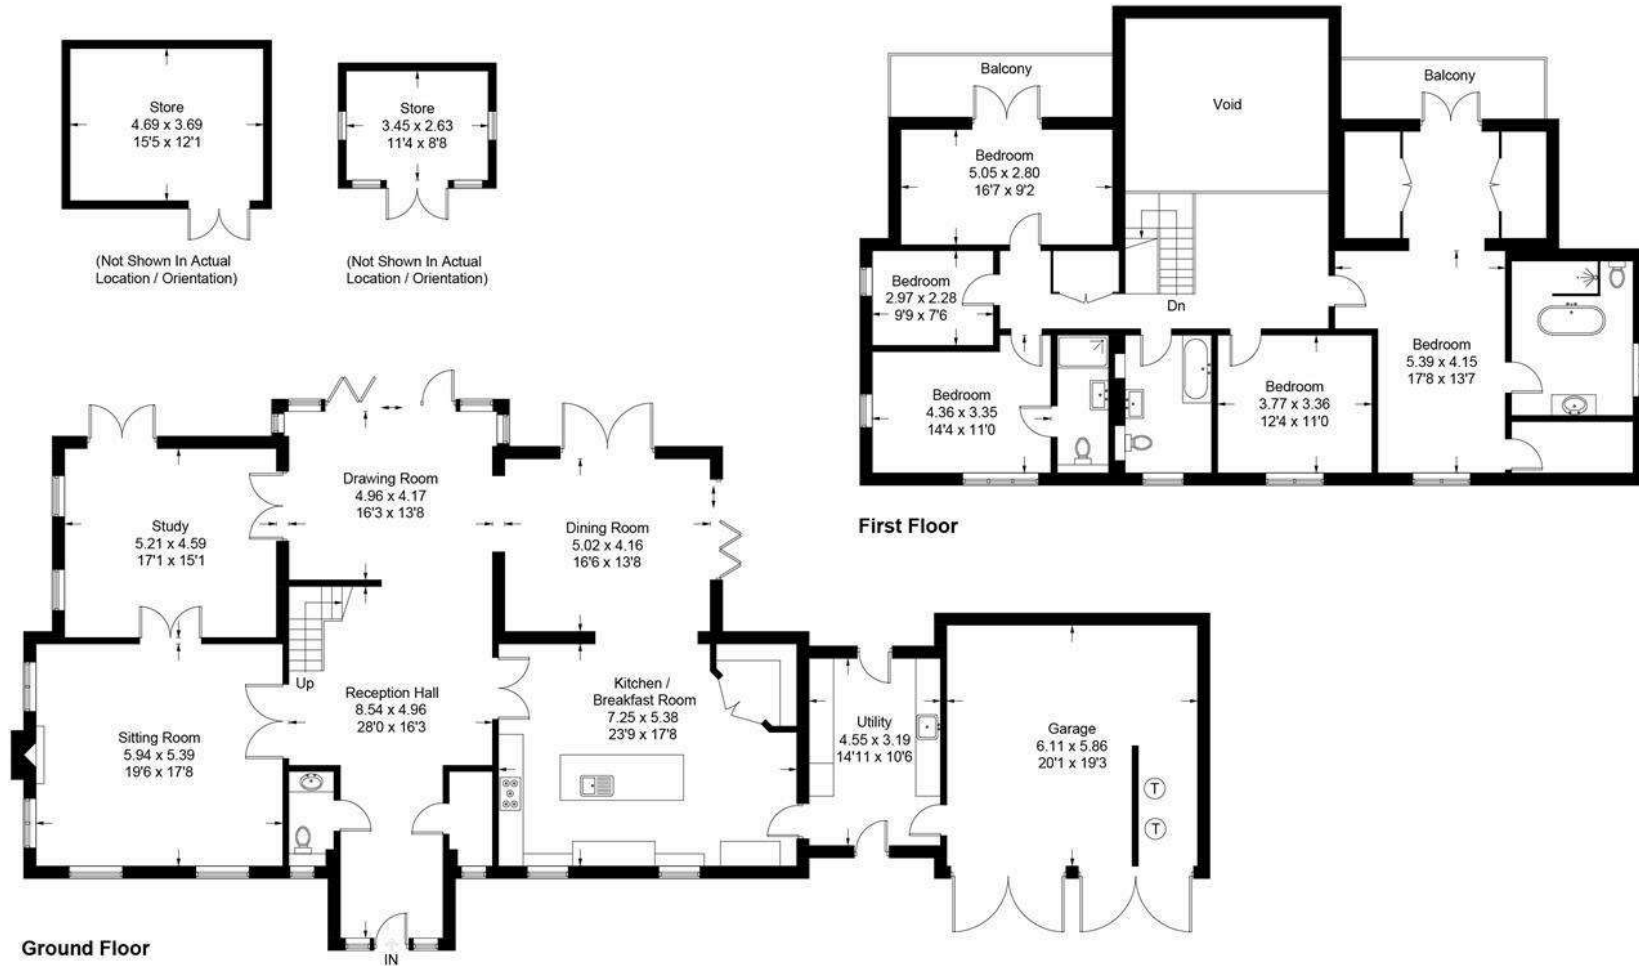 Store
4.69 x 3.69
15'5 x 12'1
(Not Shown In Actual
Location / Orientation)
Store
3.45 x 2.63
11'4 x 8'8
(Not Shown In Actual
Location / Orientation)
Balcony
Void
Balcony
Bedroom
5.05 x 2.80
16'7 x 9'2
Bedroom
2.97 x 2.28
9'9 x 7'6
Dn
Bedroom
4.36 x 3.35
14'4 x 11'0
Bedroom
3.77 x 3.36
12'4 x 11'0
Bedroom
5.39 x 4.15
17'8 x 13'7
First Floor
Study
5.21 x 4.59
17'1 x 15'1
Drawing Room
4.96 x 4.17
16'3 x 13'8
Dining Room
5.02 x 4.16
16'6 x 13'8
Up
Sitting Room
5.94 x 5.39
19'6 x 17'8
Reception Hall
8.54 x 4.96
28'0 x 16'3
Kitchen /
Breakfast Room
7.25 x 5.38
23'9 x 17'8
Utility
4.55 x 3.19
14'11 x 10'6
Garage
6.11 x 5.86
20'1 x 19'3
T
T
IN
Ground Floor